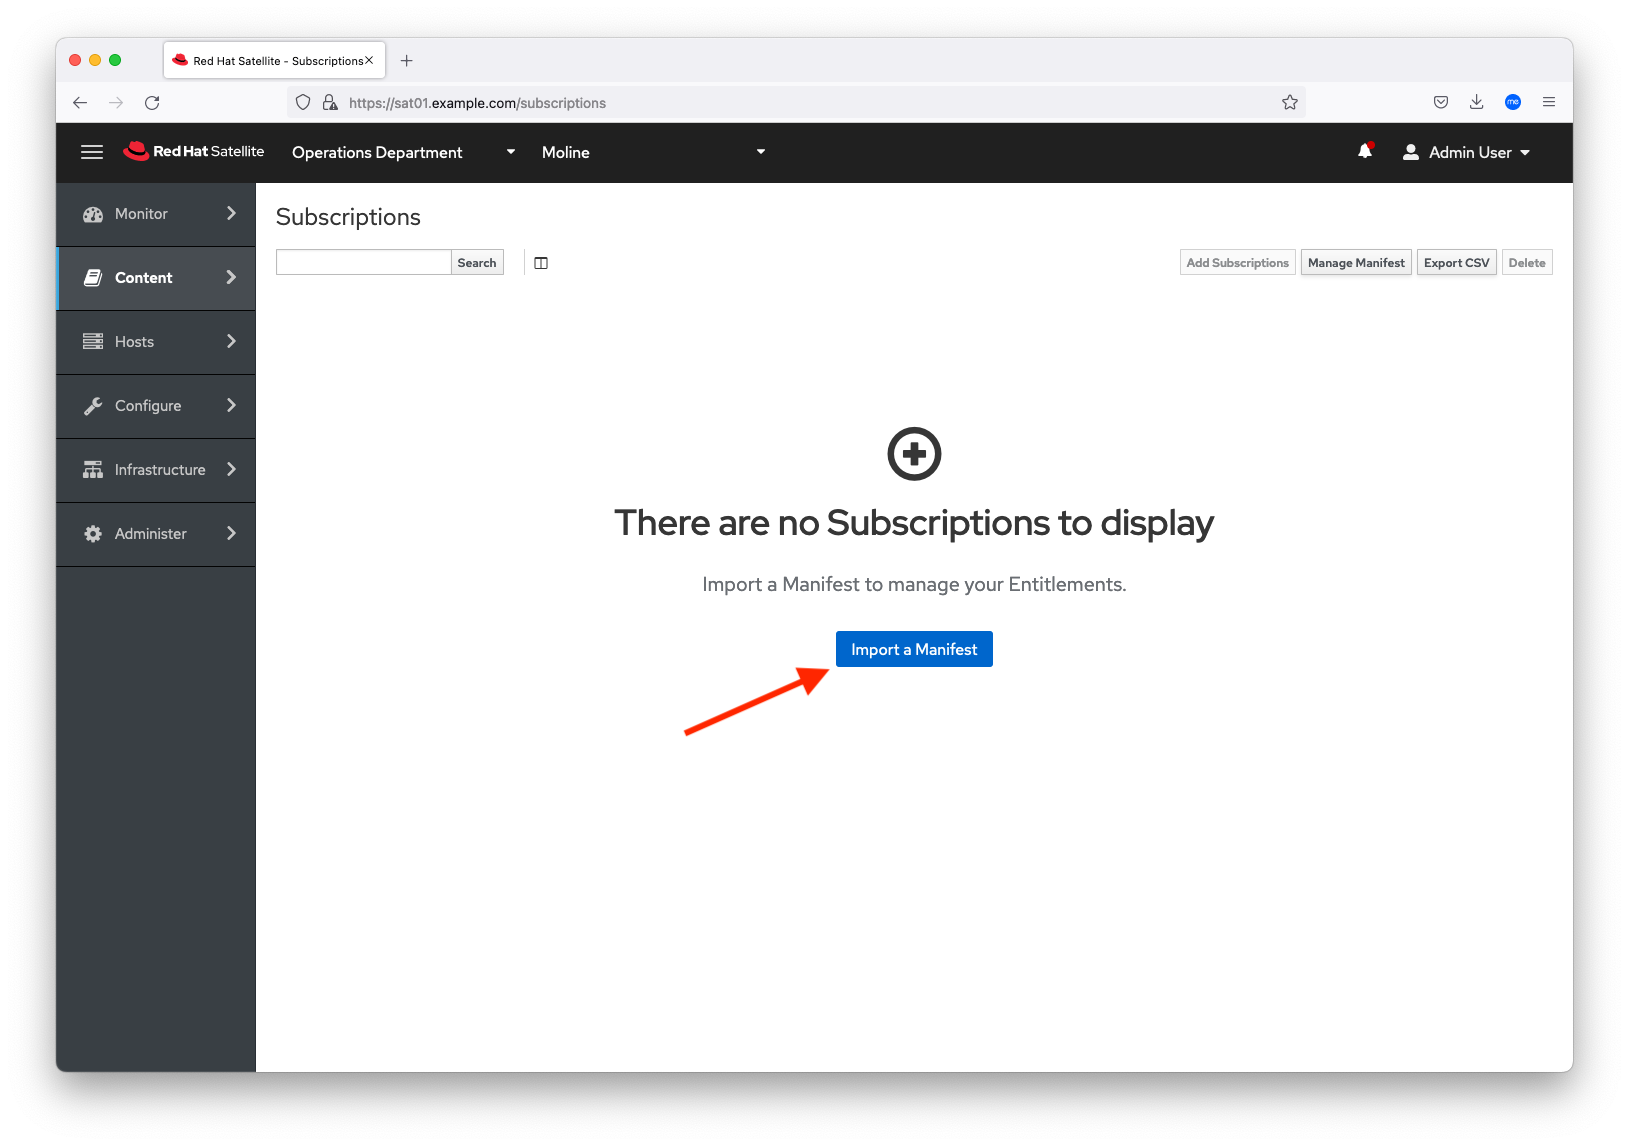 Red Hat Satellite - Subscriptions
https://sat01.example.com/subscriptions
me
Red Hat Satellite
Operations Department
Moline
Admin User
Monitor
Content
Hosts
Configure
Infrastructure
Administer
Subscriptions
Search
Add Subscriptions
Manage Manifest
Export CSV
Delete
There are no Subscriptions to display
Import a Manifest to manage your Entitlements.
Import a Manifest